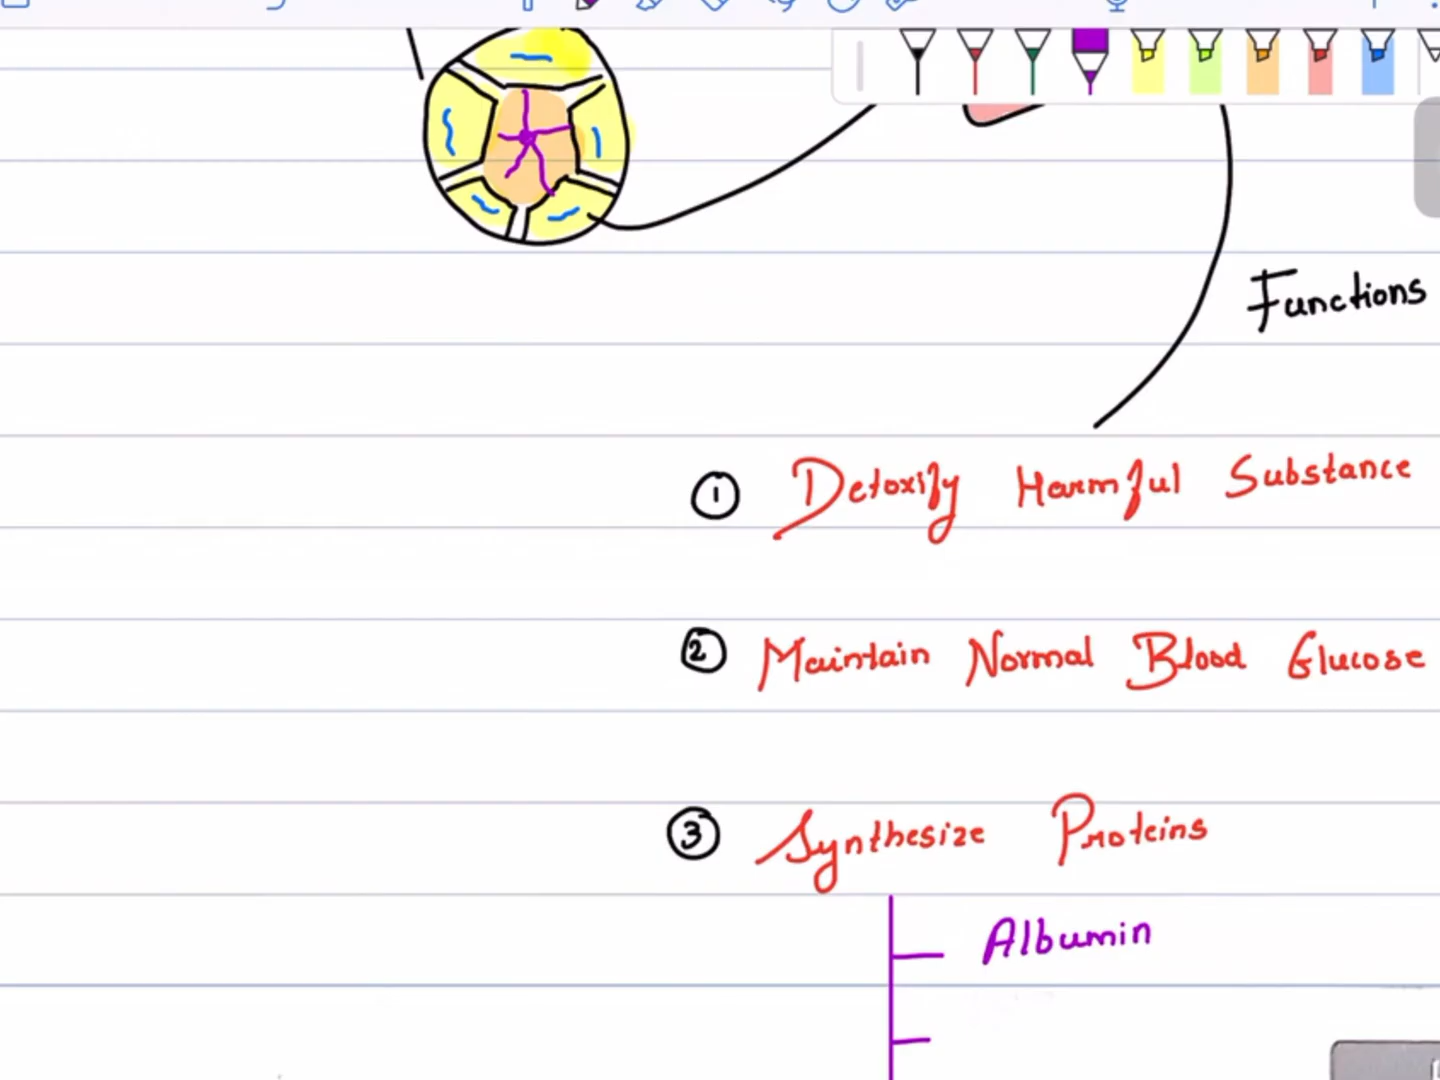 Functions
① Detoxify Harmful Substance
② Maintain Normal Blood Glucose
③ Synthesize Proteins
Albumin